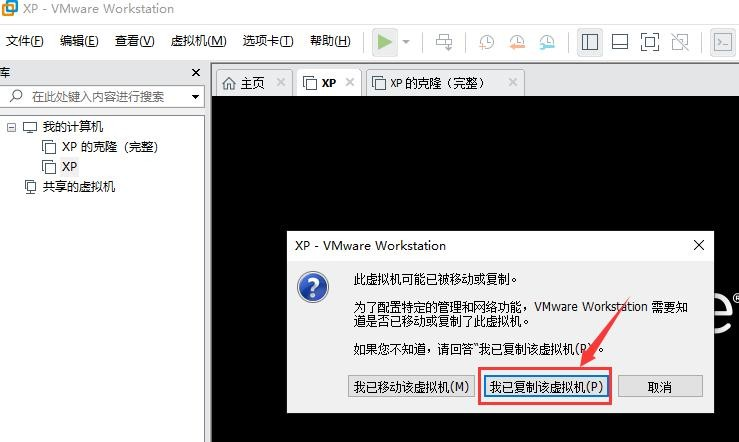 XP - VMware Workstation
文件(F) 编辑(E) 查看(V) 虚拟机(M) 选项卡(T) 帮助(H)
库
主页 XP XP 的克隆（完整）
在此处键入内容进行搜索
我的计算机
XP 的克隆（完整）
XP
共享的虚拟机
XP - VMware Workstation
此虚拟机可能已被移动或复制。
为了配置特定的管理和网络功能，VMware Workstation 需要知
道是否已移动或复制了此虚拟机。
如果您不知道，请回答“我已复制该虚拟机(P)”。
我已移动该虚拟机(M) 我已复制该虚拟机(P) 取消